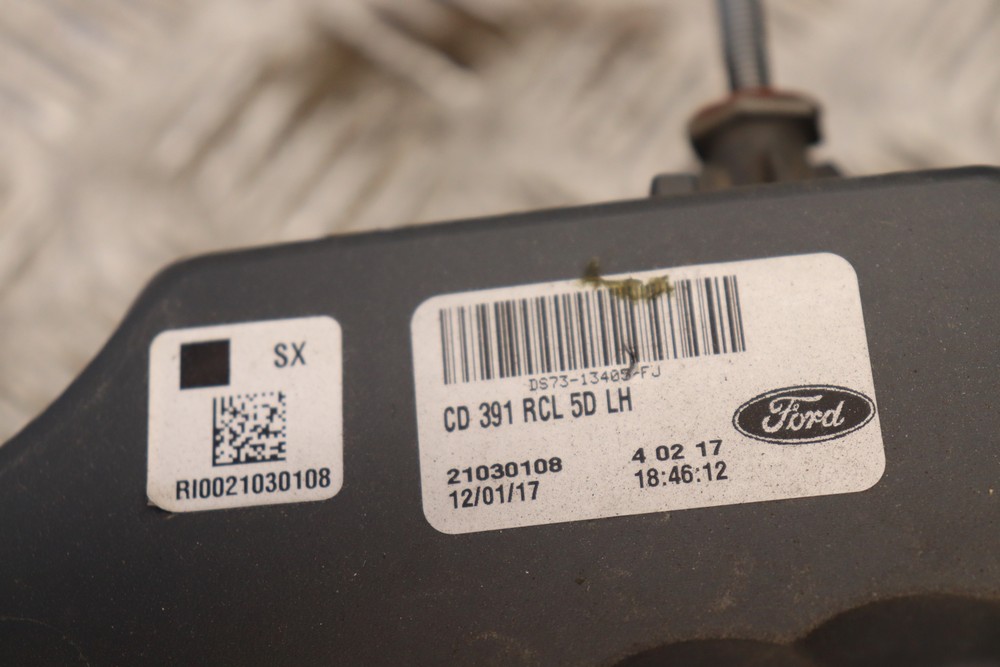 SX
RI0021030108
DS73-13405-FJ
CD 391 RCL 5D LH
Ford
21030108
4 02 17
12/01/17
18:46:12